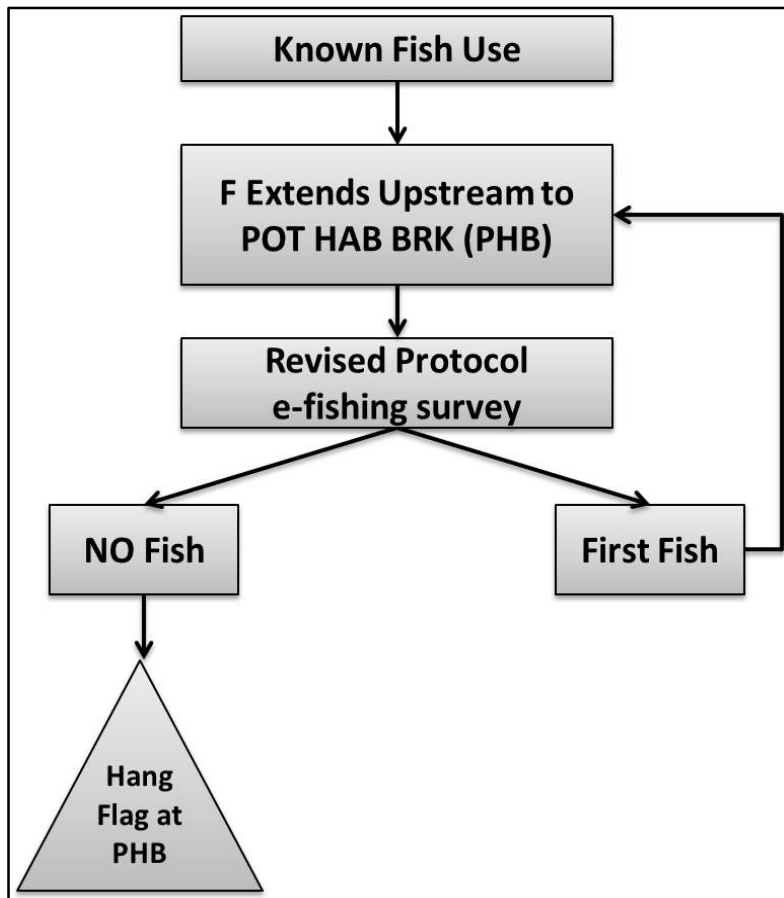 Known Fish Use
F Extends Upstream to
POT HAB BRK (PHB)
Revised Protocol
e-fishing survey
NO Fish
First Fish
Hang
Flag at
PHB